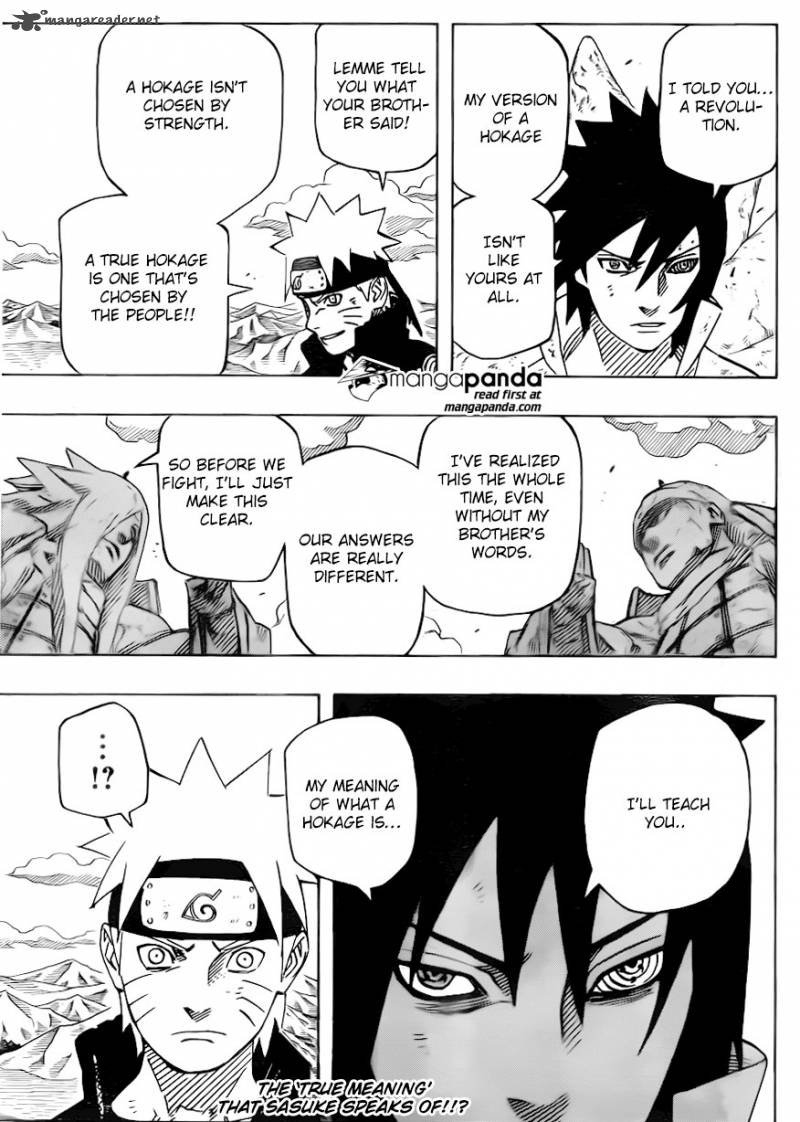 mangareader.net
I TOLD YOU...
A REVOLU-
TION.
MY VERSION
OF A
HOKAGE
ISN'T
LIKE
YOURS AT
ALL.
LEMME TELL
YOU WHAT
YOUR BROTH-
ER SAID!
A HOKAGE ISN'T
CHOSEN BY
STRENGTH.
A TRUE HOKAGE
IS ONE THAT'S
CHOSEN BY
THE PEOPLE!!
mangapanda
read first at
mangapanda.com
I'VE REALIZED
THIS THE WHOLE
TIME, EVEN
WITHOUT MY
BROTHER'S
WORDS.
OUR ANSWERS
ARE REALLY
DIFFERENT.
SO BEFORE WE
FIGHT, I'LL JUST
MAKE THIS
CLEAR.
I'LL TEACH
YOU..
MY MEANING
OF WHAT A
HOKAGE IS...
...!?
THE 'TRUE MEANING'
THAT SASUKE SPEAKS OF!!?